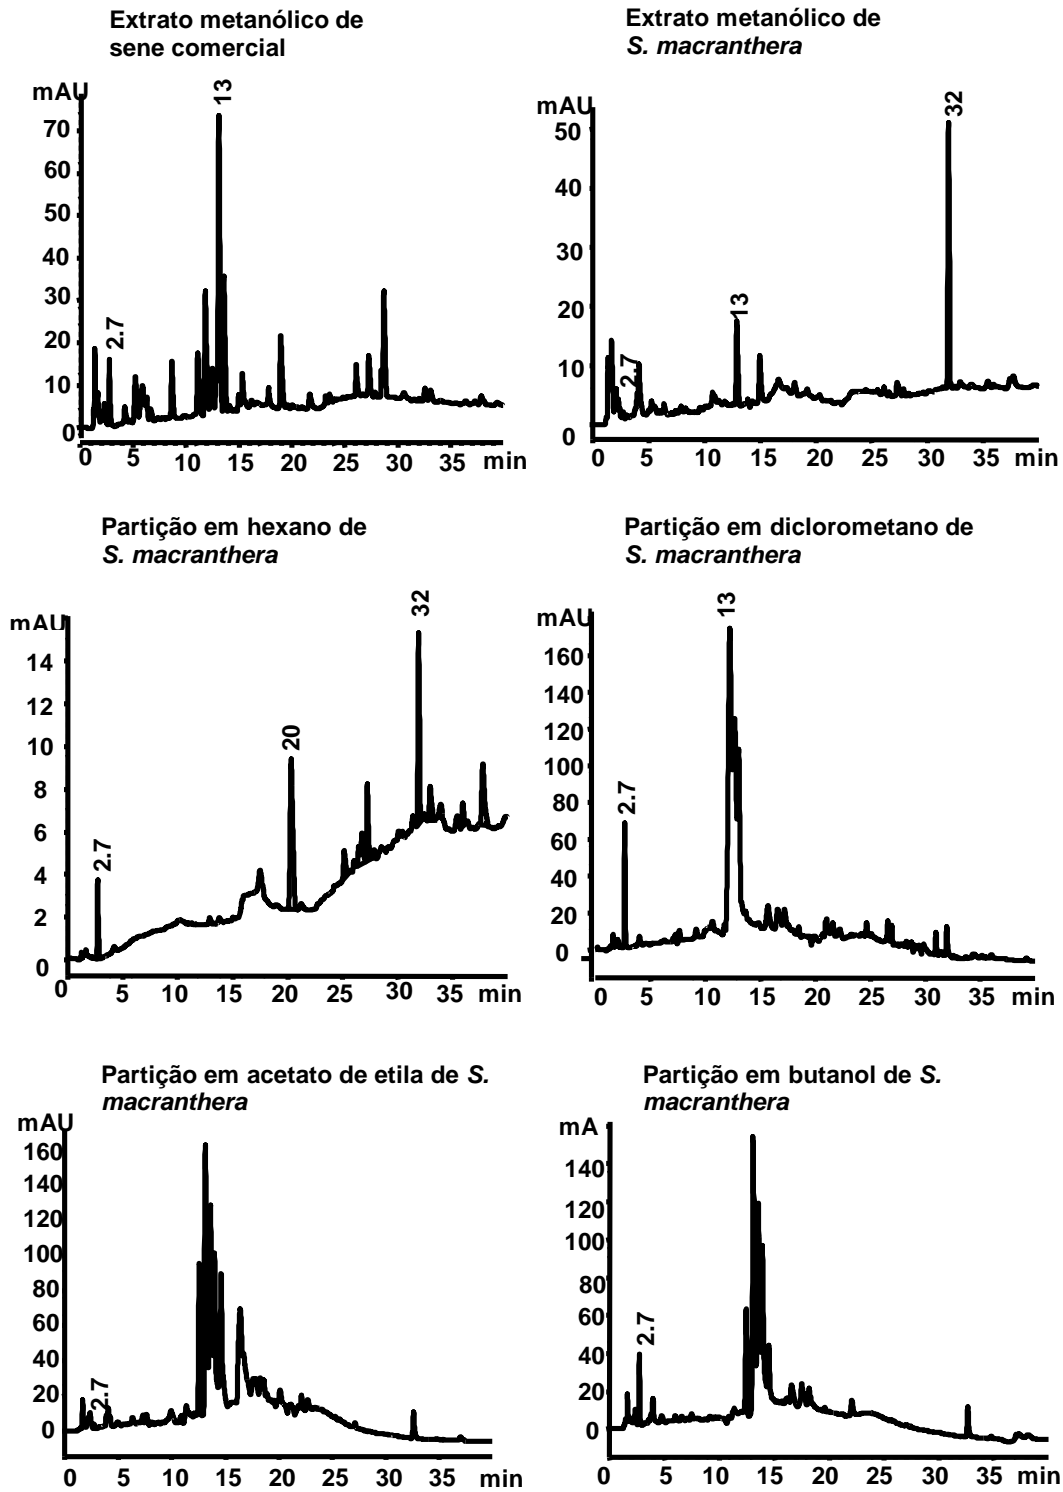 Extrato metanólico de
sene comercial
mAU
13
2.7
70
60
50
40
30
20
10
0
0 5 10 15 20 25 30 35 min
Extrato metanólico de
S. macranthera
mAU
32
13
2.7
50
40
30
20
10
0
0 5 10 15 20 25 30 35 min
Partição em hexano de
S. macranthera
mAU
32
20
2.7
14
12
10
8
6
4
2
0
0 5 10 15 20 25 30 35 min
Partição em diclorometano de
S. macranthera
mAU
13
2.7
160
140
120
100
80
60
40
20
0
0 5 10 15 20 25 30 35 min
Partição em acetato de etila de S.
macranthera
mAU
2.7
160
140
120
100
80
60
40
20
0
0 5 10 15 20 25 30 35 min
Partição em butanol de S.
macranthera
mA
2.7
140
120
100
80
60
40
20
0
0 5 10 15 20 25 30 35 min